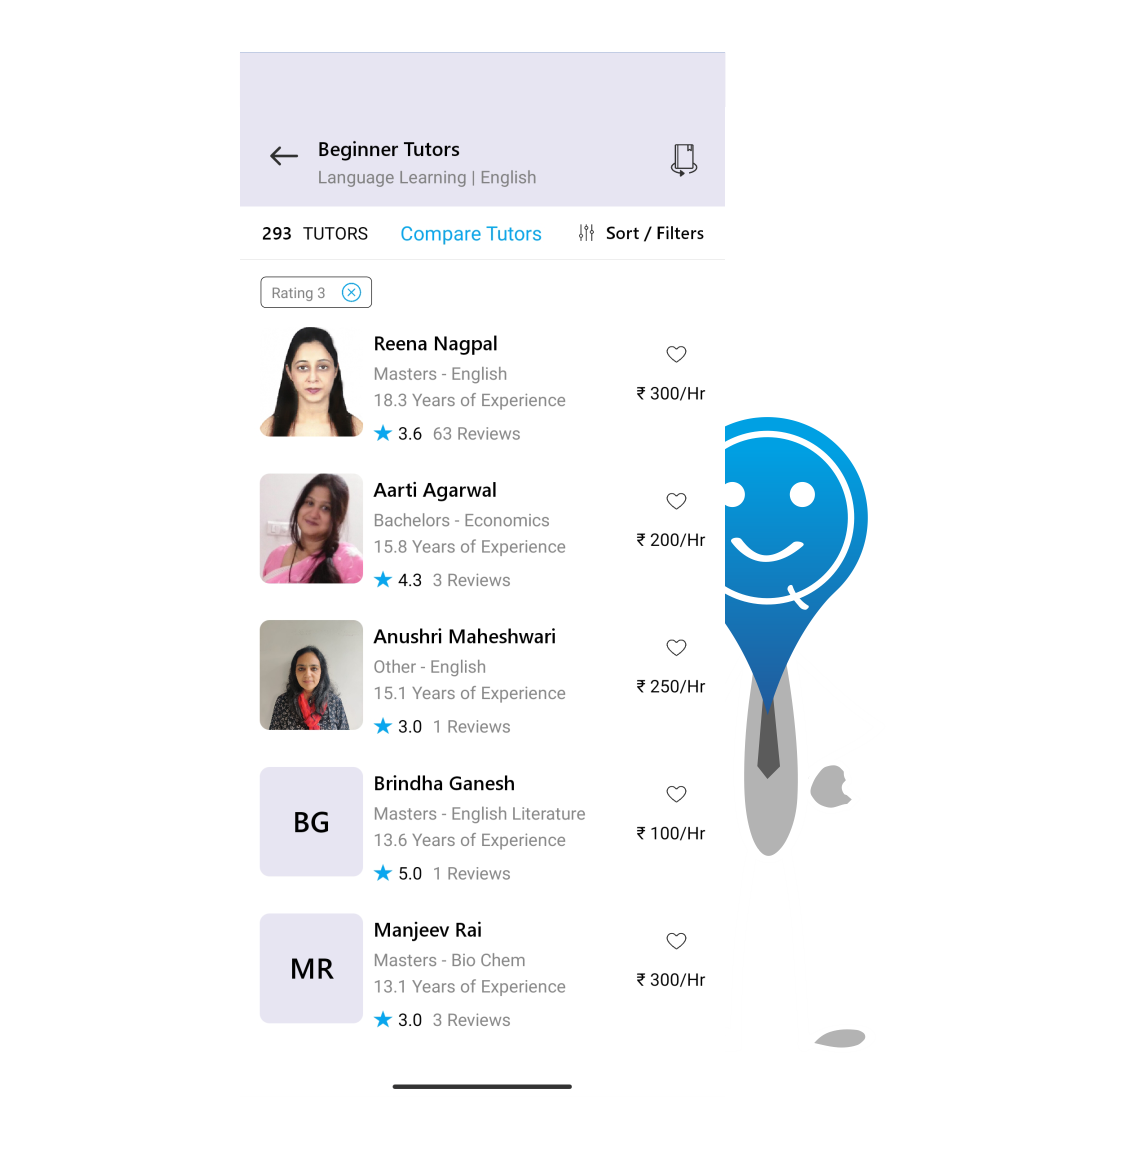 Beginner Tutors
Language Learning | English
293 TUTORS Compare Tutors Sort / Filters
Rating 3
Reena Nagpal
Masters - English
₹ 300/Hr
18.3 Years of Experience
3.6 63 Reviews
Aarti Agarwal
Bachelors - Economics
₹ 200/Hr
15.8 Years of Experience
4.3 3 Reviews
Anushri Maheshwari
Other - English
₹ 250/Hr
15.1 Years of Experience
3.0 1 Reviews
BG
Brindha Ganesh
Masters - English Literature
₹ 100/Hr
13.6 Years of Experience
5.0 1 Reviews
MR
Manjeev Rai
Masters - Bio Chem
₹ 300/Hr
13.1 Years of Experience
3.0 3 Reviews